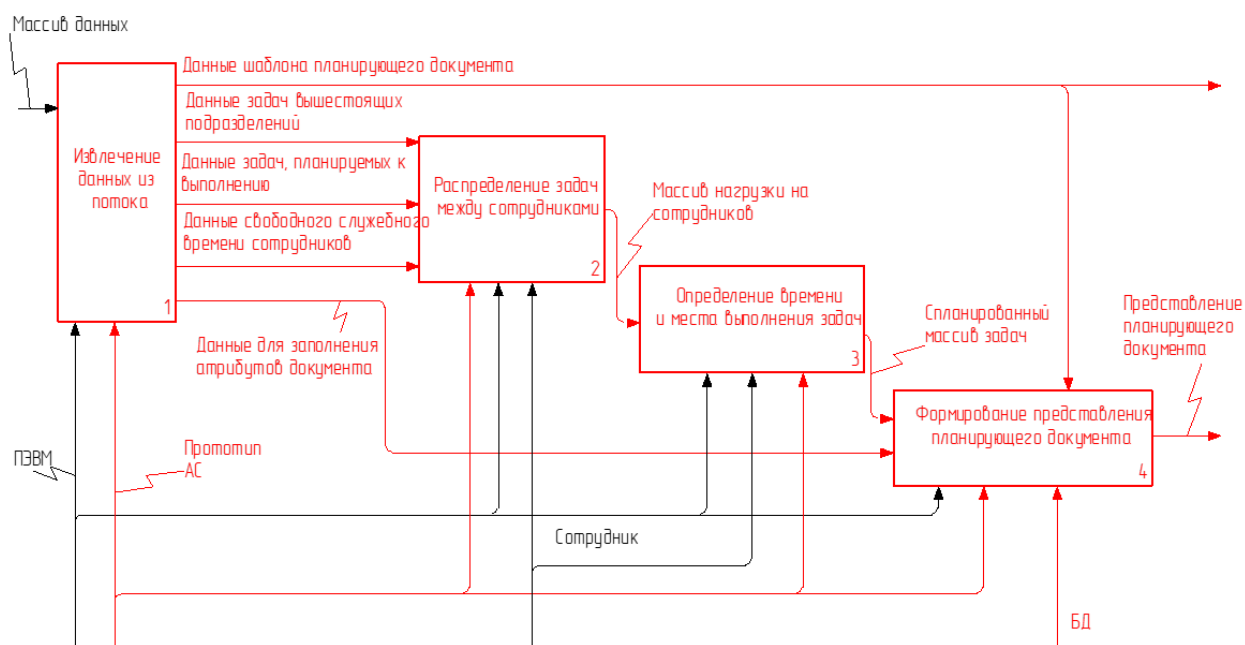 Массив данных
Данные шаблона планирующего документа
Данные задач вышестоящих
подразделений
Извлечение
данных из
потока
1
Данные задач, планируемых к
выполнению
Данные свободного служебного
времени сотрудников
Распределение задач
между сотрудниками
2
Массив нагрузки на
сотрудников
Определение времени
и места выполнения задач
3
Данные для заполнения
атрибутов документа
Спланированный
массив задач
Представление
планирующего
документа
Формирование представления
планирующего документа
4
ПЭВМ
Прототип
АС
Сотрудник
БД